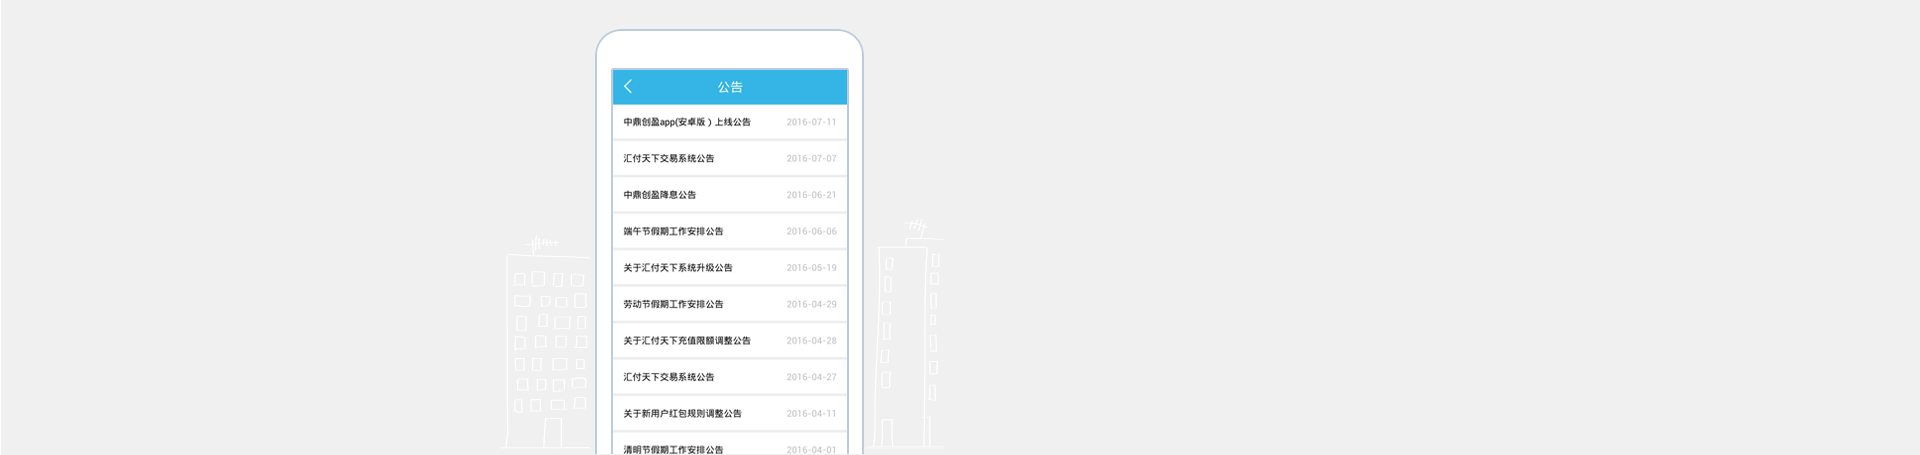 公告
中鼎创盈app(安卓版）上线公告 2016-07-11
汇付天下交易系统公告 2016-07-07
中鼎创盈降息公告 2016-06-21
端午节假期工作安排公告 2016-06-06
关于汇付天下系统升级公告 2016-05-19
劳动节假期工作安排公告 2016-04-29
关于汇付天下充值限额调整公告 2016-04-28
汇付天下交易系统公告 2016-04-27
关于新用户红包规则调整公告 2016-04-11
清明节假期工作安排公告 2016-04-01